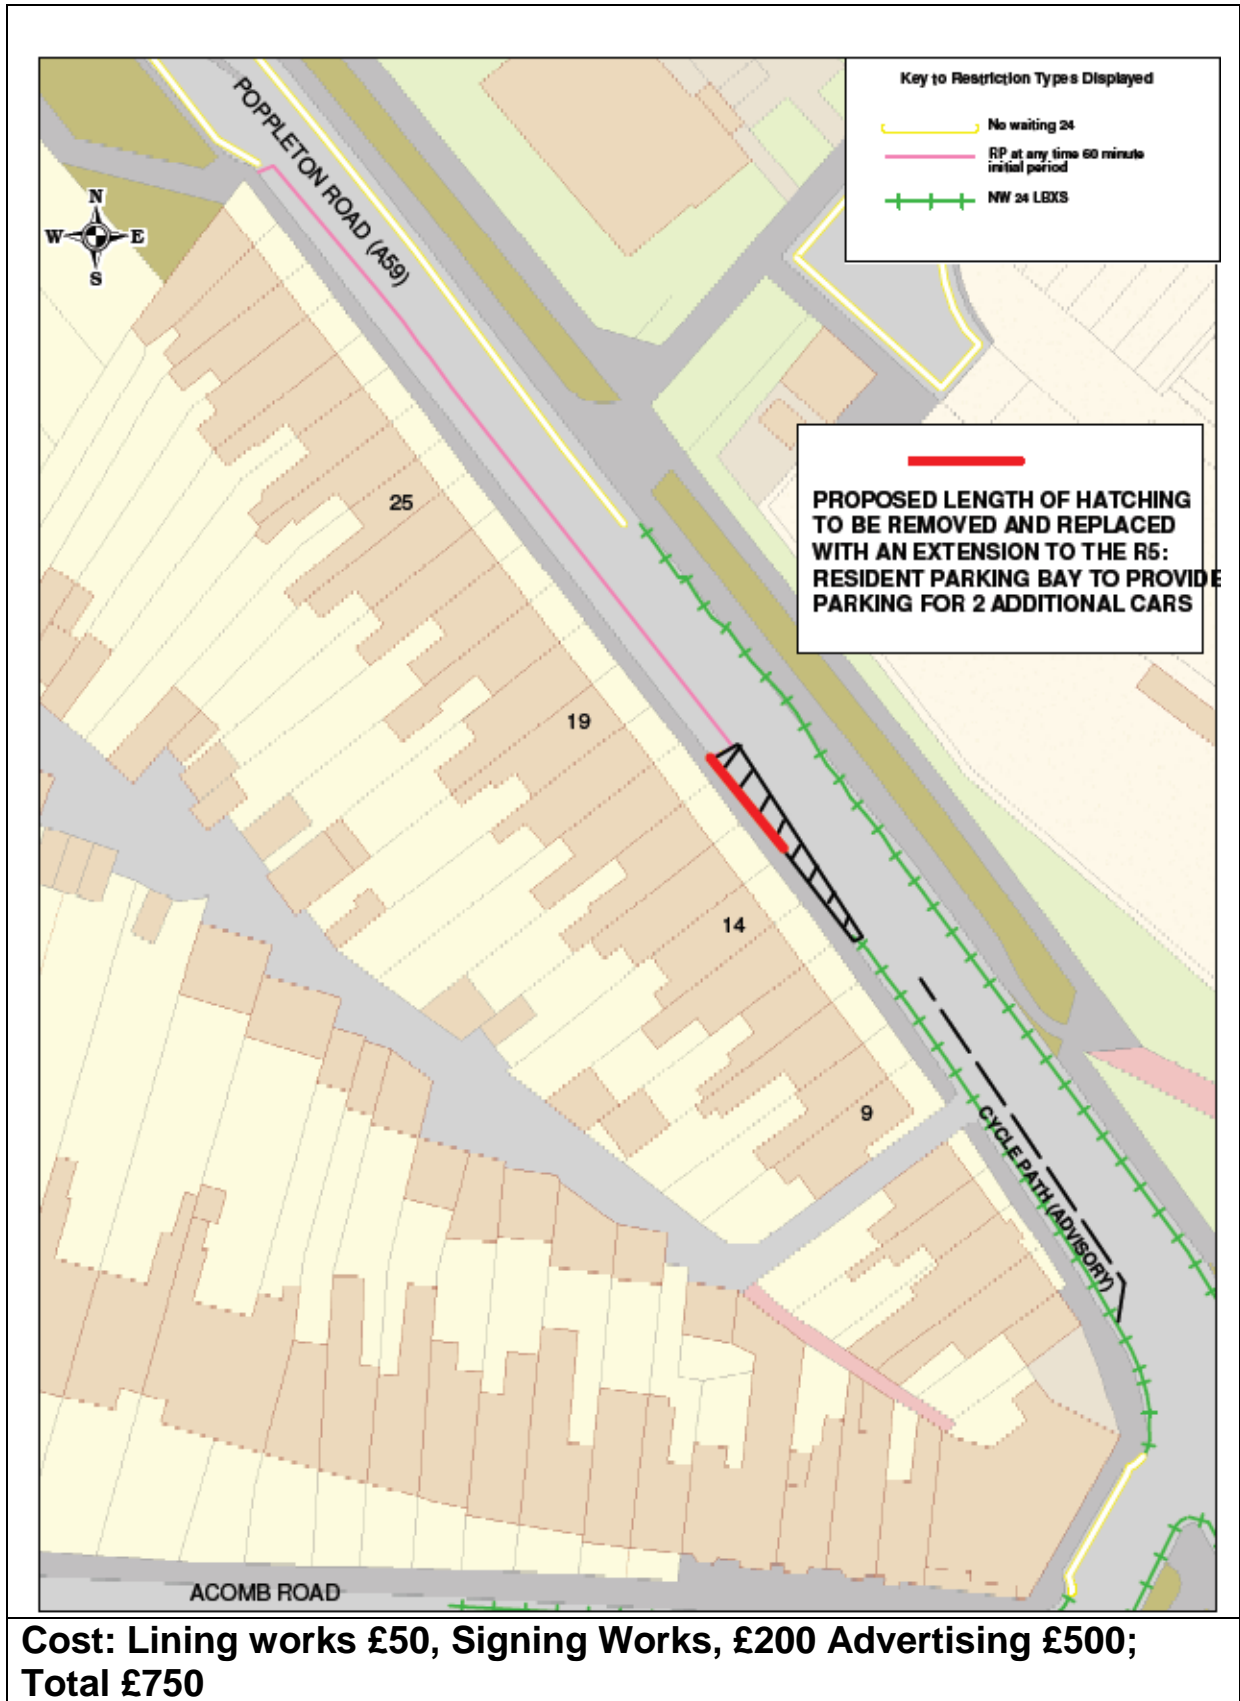 Key to Restriction Types Displayed
No waiting 24
RP at any time 60 minute
initial period
NW 24 LBXS
POPPLETON ROAD (A59)
N
W E
S
PROPOSED LENGTH OF HATCHING
TO BE REMOVED AND REPLACED
WITH AN EXTENSION TO THE R5:
RESIDENT PARKING BAY TO PROVIDE
PARKING FOR 2 ADDITIONAL CARS
25
19
14
9
CYCLE PATH (ADVISORY)
ACOMB ROAD
Cost: Lining works £50, Signing Works, £200 Advertising £500;
Total £750